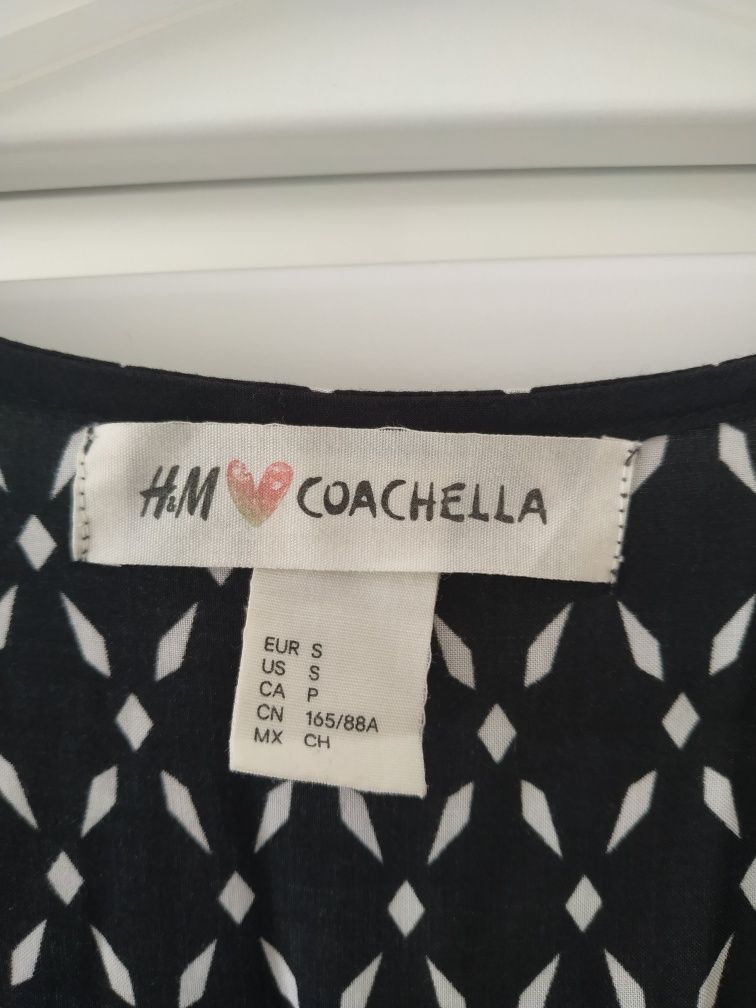 H&M COACHELLA
EUR S
US S
CA P
CN 165/88A
MX CH